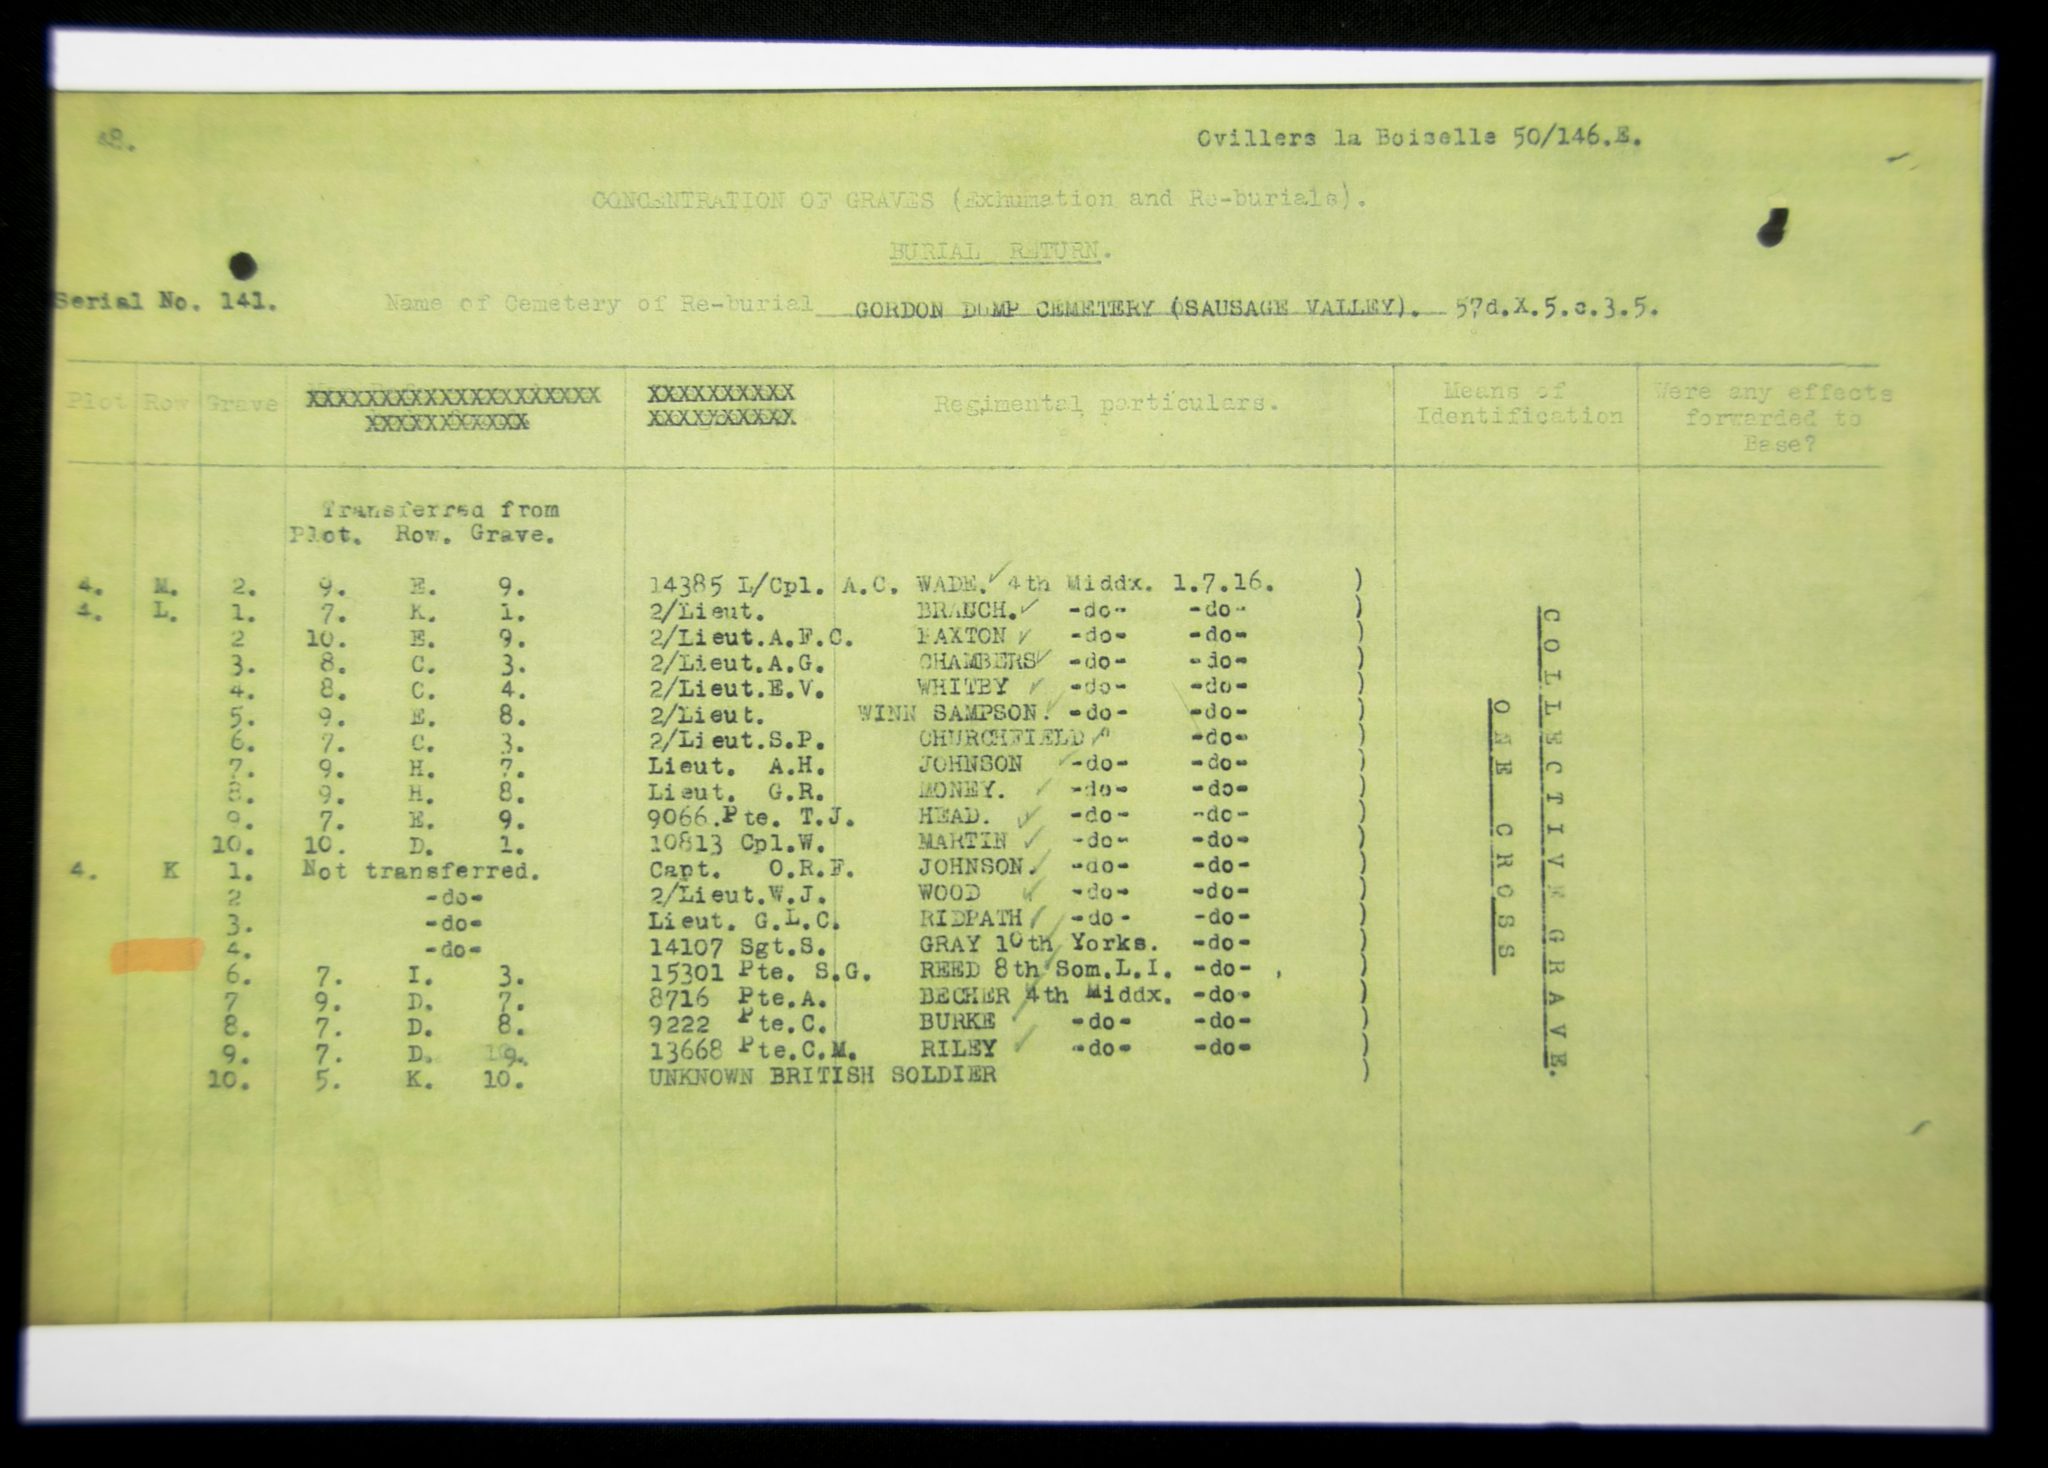 48.
Ovillers la Boiselle 50/146.E.
CONCENTRATION OF GRAVES (Exhumation and Re-burials).
BURIAL RETURN.
Serial No. 141. Name of Cemetery of Re-burial GORDON DUMP CEMETERY (SAUSAGE VALLEY). 57d.X.5.c.3.5.
Plot Row Grave XXXXXXXXXXXXXXXXXXXX XXXXXXXXXX Regimental particulars. Means of Were any effects
XXXXXXXXXXX XXXXXXXXXX Identification forwarded to
Base?
Transferred from
Plot. Row. Grave.
4. M. 2. 9. E. 9. 14385 L/Cpl. A.C. WADE. 4th Middx. 1.7.16. )
4. L. 1. 7. K. 1. 2/Lieut. BRANCH. -do- -do- )
2 10. E. 9. 2/Lieut.A.F.C. PAXTON -do- -do- )
3. 8. C. 3. 2/Lieut.A.G. CHAMBERS -do- -do- )
4. 8. C. 4. 2/Lieut.E.V. WHITBY -do- -do- )
5. 9. E. 8. 2/Lieut. WINN SAMPSON. -do- -do- )
6. 7. C. 3. 2/Lieut.S.P. CHURCHFIELD " -do- )
7. 9. H. 7. Lieut. A.H. JOHNSON -do- -do- )
8. 9. H. 8. Lieut. G.R. MONEY. -do- -do- )
9. 7. E. 9. 9066.Pte. T.J. HEAD. -do- -do- )
10. 10. D. 1. 10813 Cpl.W. MARTIN -do- -do- )
4. K 1. Not transferred. Capt. O.R.F. JOHNSON. -do- -do- )
2 -do- 2/Lieut.W.J. WOOD -do- -do- )
3. -do- Lieut. G.L.C. RIDPATH -do- -do- )
4. -do- 14107 Sgt.S. GRAY 10th Yorks. -do- )
6. 7. I. 3. 15301 Pte. S.G. REED 8th Som.L.I. -do- )
7 9. D. 7. 8716 Pte.A. BECHER 4th Middx. -do- )
8. 7. D. 8. 9222 Pte.C. BURKE -do- -do- )
9. 7. D. 9. 13668 Pte.C.M. RILEY -do- -do- )
10. 5. K. 10. UNKNOWN BRITISH SOLDIER )
COLLECTIVE GRAVE.
ONE CROSS